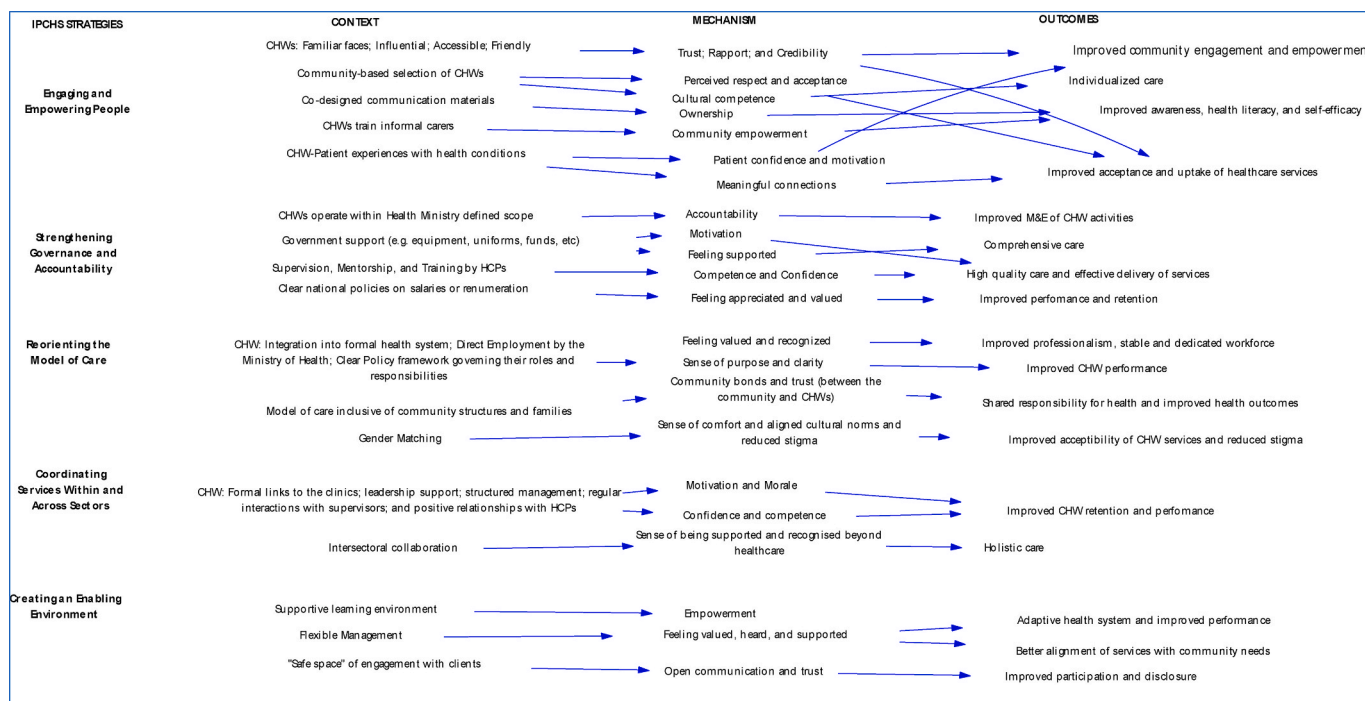 IPCHS STRATEGIES
CONTEXT
MECHANISM
OUTCOMES
Engaging and
Empowering People
CHWs: Familiar faces; Influential; Accessible; Friendly
Community-based selection of CHWs
Co-designed communication materials
CHWs train informal carers
CHW-Patient experiences with health conditions
Trust; Rapport; and Credibility
Perceived respect and acceptance
Cultural competence
Ownership
Community empowerment
Patient confidence and motivation
Meaningful connections
Improved community engagement and empowerment
Individualized care
Improved awareness, health literacy, and self-efficacy
Improved acceptance and uptake of healthcare services
Strengthening
Governance and
Accountability
CHWs operate within Health Ministry defined scope
Government support (e.g. equipment, uniforms, funds, etc)
Supervision, Mentorship, and Training by HCPs
Clear national policies on salaries or renumeration
Accountability
Motivation
Feeling supported
Competence and Confidence
Feeling appreciated and valued
Improved M&E of CHW activities
Comprehensive care
High quality care and effective delivery of services
Improved perfomance and retention
Reorienting the
Model of Care
CHW: Integration into formal health system; Direct Employment by
the Ministry of Health; Clear Policy framework governing their roles and
responsibilities
Model of care inclusive of community structures and families
Gender Matching
Feeling valued and recognized
Sense of purpose and clarity
Community bonds and trust (between the
community and CHWs)
Sense of comfort and aligned cultural norms and
reduced stigma
Improved professionalism, stable and dedicated workforce
Improved CHW performance
Shared responsibility for health and improved health outcomes
Improved acceptibility of CHW services and reduced stigma
Coordinating
Services Within and
Across Sectors
CHW: Formal links to the clinics; leadership support; structured management; regular
interactions with supervisors; and positive relationships with HCPs
Intersectoral collaboration
Motivation and Morale
Confidence and competence
Sense of being supported and recognised beyond
healthcare
Improved CHW retention and perfomance
Holistic care
Creating an Enabling
Environment
Supportive learning environment
Flexible Management
"Safe space" of engagement with clients
Empowerment
Feeling valued, heard, and supported
Open communication and trust
Adaptive health system and improved performance
Better alignment of services with community needs
Improved participation and disclosure